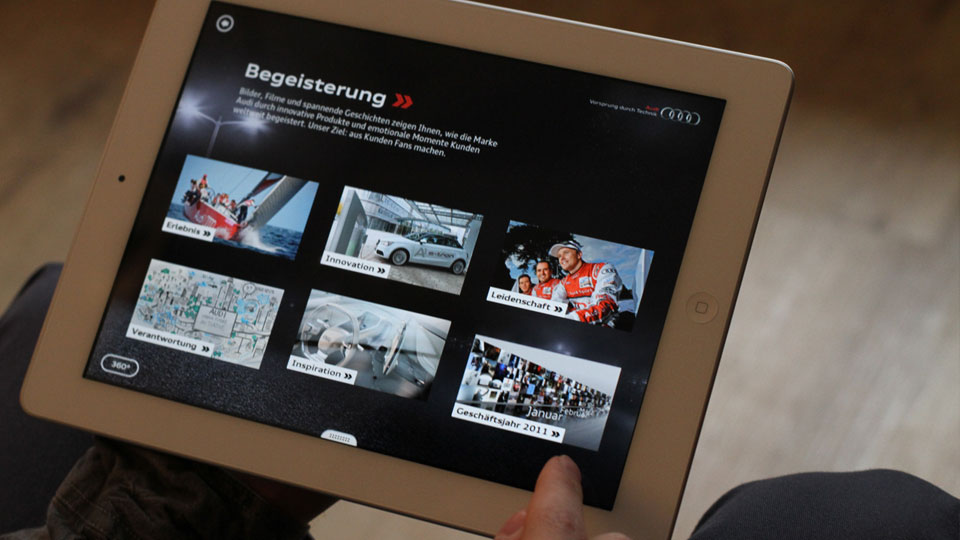 Begeisterung
Bilder, Filme und spannende Geschichten zeigen Ihnen, wie die Marke
Audi durch innovative Produkte und emotionale Momente Kunden
weltweit begeistert. Unser Ziel: aus Kunden Fans machen.
Audi
Vorsprung durch Technik
Erlebnis
Innovation
Leidenschaft
Verantwortung
Inspiration
Januar
Februar
Geschäftsjahr 2011
360°